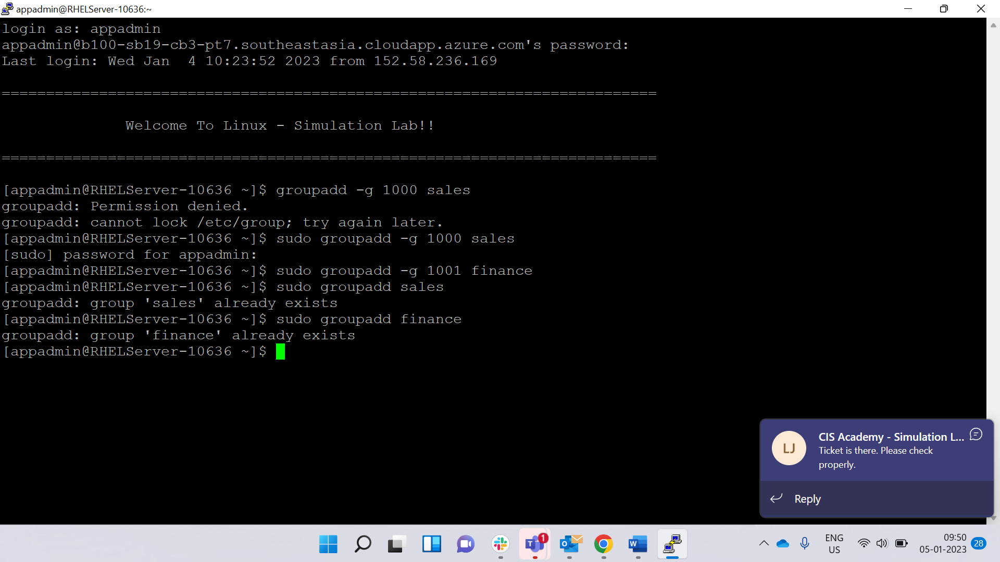 appadmin@RHELServer-10636:~
login as: appadmin
appadmin@b100-sb19-cb3-pt7.southeastasia.cloudapp.azure.com's password:
Last login: Wed Jan  4 10:23:52 2023 from 152.58.236.169
==========================================================================
Welcome To Linux - Simulation Lab!!
==========================================================================
[appadmin@RHELServer-10636 ~]$ groupadd -g 1000 sales
groupadd: Permission denied.
groupadd: cannot lock /etc/group; try again later.
[appadmin@RHELServer-10636 ~]$ sudo groupadd -g 1000 sales
[sudo] password for appadmin:
[appadmin@RHELServer-10636 ~]$ sudo groupadd -g 1001 finance
[appadmin@RHELServer-10636 ~]$ sudo groupadd sales
groupadd: group 'sales' already exists
[appadmin@RHELServer-10636 ~]$ sudo groupadd finance
groupadd: group 'finance' already exists
[appadmin@RHELServer-10636 ~]$
LJ
CIS Academy - Simulation L...
Ticket is there. Please check
properly.
Reply
T
1
W
ENG
US
09:50
05-01-2023
28